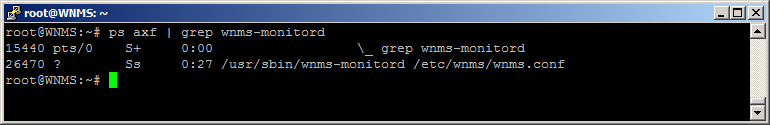 root@WNMS: ~
root@WNMS:~# ps axf | grep wnms-monitord
15440 pts/0    S+     0:00                  \_ grep wnms-monitord
26470 ?        Ss     0:27 /usr/sbin/wnms-monitord /etc/wnms/wnms.conf
root@WNMS:~#